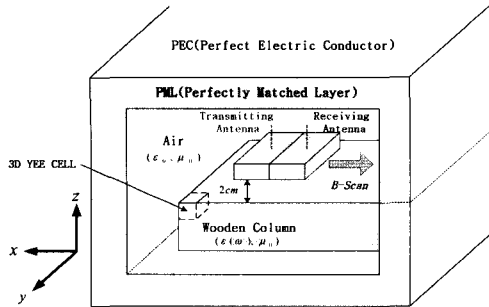 PEC(Perfect Electric Conductor)
PML(Perfectly Matched Layer)
Transmitting Antenna
Receiving Antenna
Air
(ε₀, μ₀)
3D YEE CELL
2cm
B-Scan
Wooden Column
(ε(ω), μ₀)
z
x
y